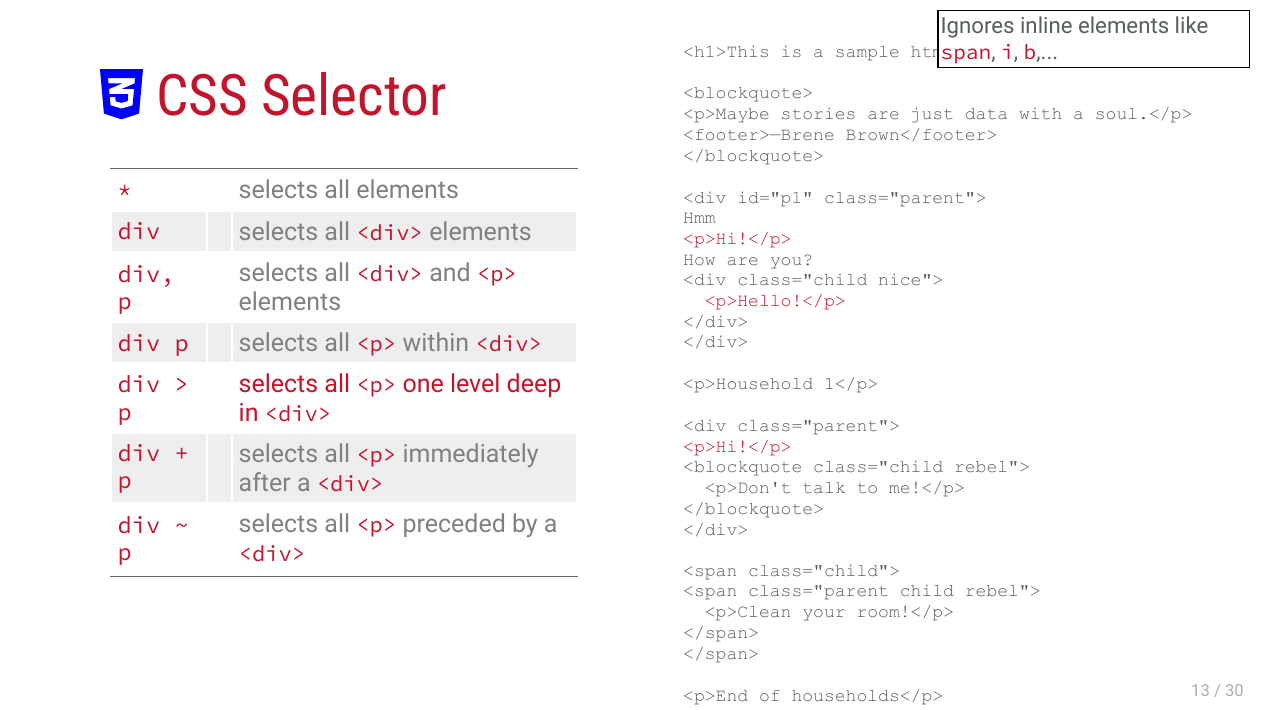 CSS Selector
* selects all elements
div selects all <div> elements
div, selects all <div> and <p>
p elements
div p selects all <p> within <div>
div > selects all <p> one level deep
p in <div>
div + selects all <p> immediately
p after a <div>
div ~ selects all <p> preceded by a
p <div>
Ignores inline elements like
span, i, b,...
<h1>This is a sample
<blockquote>
<p>Maybe stories are just data with a soul.</p>
<footer>—Brene Brown</footer>
</blockquote>
<div id="p1" class="parent">
Hmm
<p>Hi!</p>
How are you?
<div class="child nice">
<p>Hello!</p>
</div>
</div>
<p>Household 1</p>
<div class="parent">
<p>Hi!</p>
<blockquote class="child rebel">
<p>Don't talk to me!</p>
</blockquote>
</div>
<span class="child">
<span class="parent child rebel">
<p>Clean your room!</p>
</span>
</span>
<p>End of households</p>
13 / 30